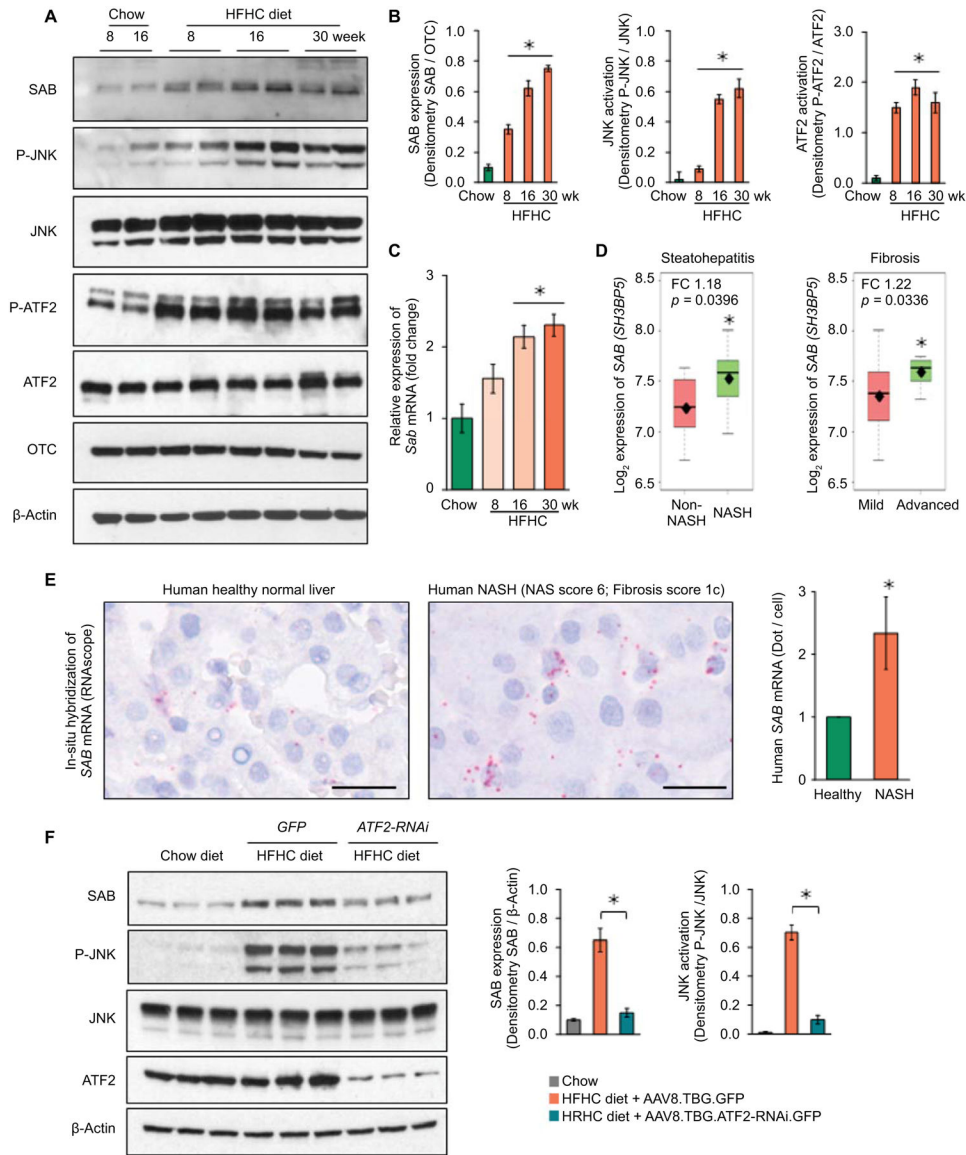 A
Chow
HFHC diet
8 16 8 16 30 week
SAB
P-JNK
JNK
P-ATF2
ATF2
OTC
β-Actin
B
SAB expression
(Densitometry SAB / OTC)
1.0
0.8
0.6
0.4
0.2
0.0
*
Chow 8 16 30 wk
HFHC
JNK activation
(Densitometry P-JNK / JNK)
1.0
0.8
0.6
0.4
0.2
0.0
*
Chow 8 16 30 wk
HFHC
ATF2 activation
(Densitometry P-ATF2 / ATF2)
3.0
2.0
1.0
0.0
*
Chow 8 16 30 wk
HFHC
C
Relative expression of
Sab mRNA (fold change)
3
2
1
0
*
Chow 8 16 30 wk
HFHC
D
Steatohepatitis
Log2 expression of SAB (SH3BP5)
8.5
8.0
7.5
7.0
6.5
FC 1.18
p = 0.0396
*
Non-
NASH
NASH
Fibrosis
Log2 expression of SAB (SH3BP5)
8.5
8.0
7.5
7.0
6.5
FC 1.22
p = 0.0336
*
Mild Advanced
E
In-situ hybridization of
SAB mRNA (RNAscope)
Human healthy normal liver
Human NASH (NAS score 6; Fibrosis score 1c)
Human SAB mRNA (Dot / cell)
3
2
1
0
*
Healthy NASH
F
GFP ATF2-RNAi
Chow diet HFHC diet HFHC diet
SAB
P-JNK
JNK
ATF2
β-Actin
SAB expression
(Densitometry SAB / β-Actin)
1.0
0.8
0.6
0.4
0.2
0.0
*
JNK activation
(Densitometry P-JNK /JNK)
1.0
0.8
0.6
0.4
0.2
0.0
*
Chow
HFHC diet + AAV8.TBG.GFP
HRHC diet + AAV8.TBG.ATF2-RNAi.GFP